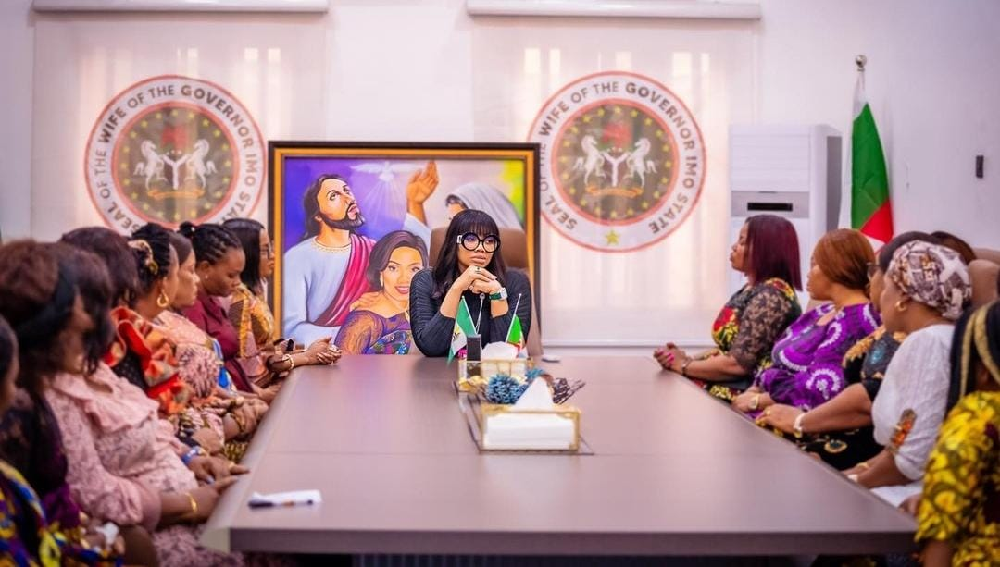 SEAL OF THE WIFE OF THE GOVERNOR IMO STATE
SEAL OF THE WIFE OF THE GOVERNOR IMO STATE